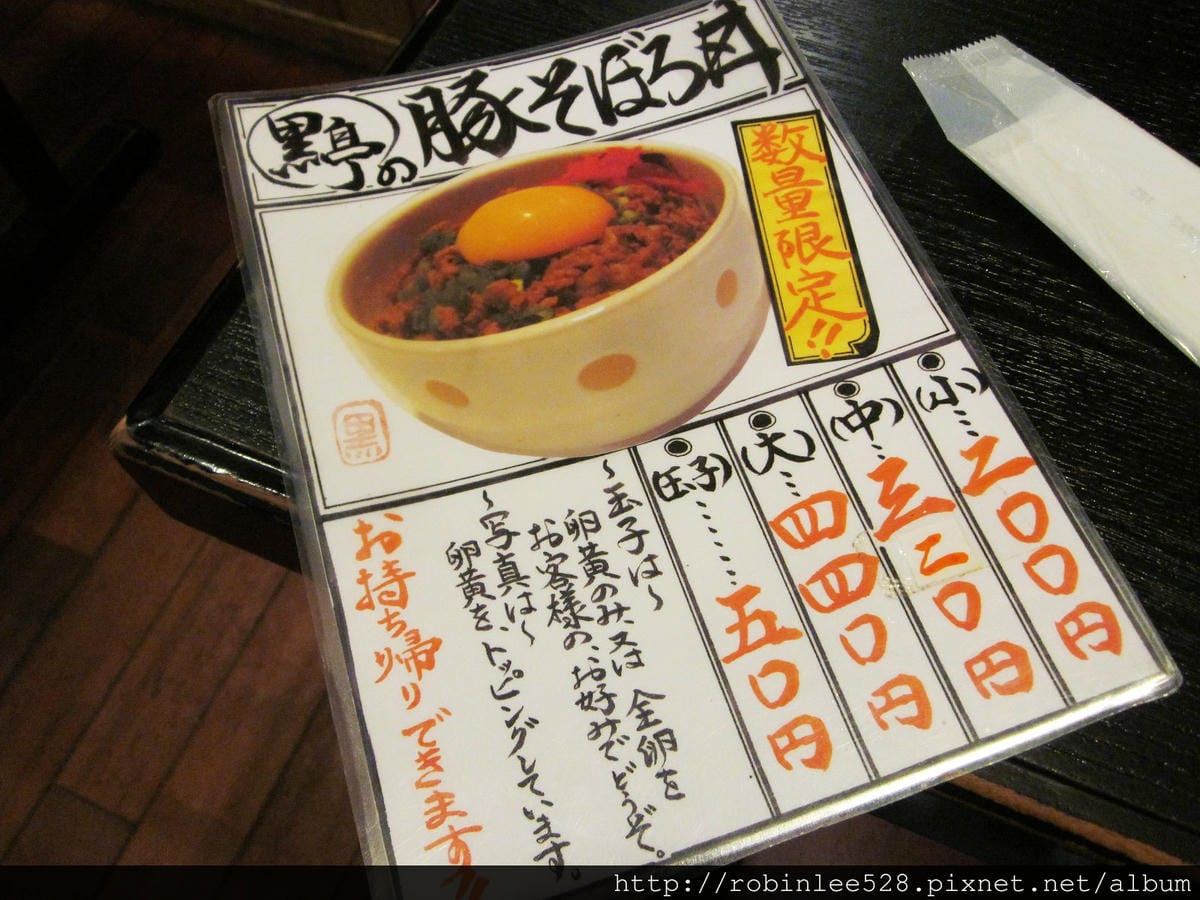 黒亭の豚そぼろ丼
数量限定!!
黒
(小)…二〇〇円
(中)…三二〇円
(大)…四四〇円
(玉子)……五〇円
〜玉子は〜
卵黄のみ、又は 全卵を
お客様の、お好みでどうぞ。
〜写真は〜
卵黄を、トッピングしています。
お持ち帰りできます!!
http://robinlee528.pixnet.net/album